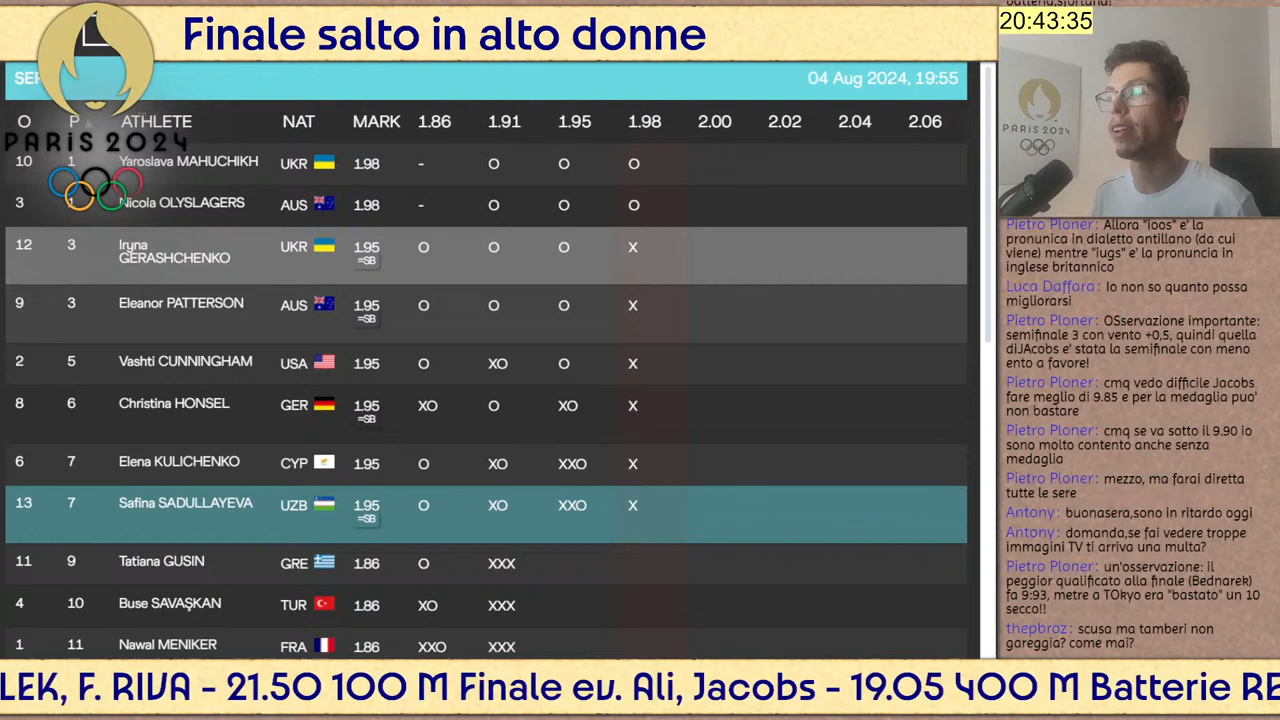 Finale salto in alto donne
20:43:35
04 Aug 2024, 19:55
O P ATHLETE NAT MARK 1.86 1.91 1.95 1.98 2.00 2.02 2.04 2.06
PARIS 2024
10 1 Yaroslava MAHUCHIKH UKR 1.98 - O O O
3 1 Nicola OLYSLAGERS AUS 1.98 - O O O
12 3 Iryna GERASHCHENKO UKR 1.95 =SB O O O X
9 3 Eleanor PATTERSON AUS 1.95 =SB O O O X
2 5 Vashti CUNNINGHAM USA 1.95 O XO O X
8 6 Christina HONSEL GER 1.95 =SB XO O XO X
6 7 Elena KULICHENKO CYP 1.95 O XO XXO X
13 7 Safina SADULLAYEVA UZB 1.95 =SB O XO XXO X
11 9 Tatiana GUSIN GRE 1.86 O XXX
4 10 Buse SAVAŞKAN TUR 1.86 XO XXX
1 11 Nawal MENIKER FRA 1.86 XXO XXX
PARIS 2024
Pietro Ploner: Allora "ioos" e' la
pronunica in dialetto antillano (da cui
viene) mentre "iugs" e' la pronuncia in
inglese britannico
Luca Daffara: Io non so quanto possa
migliorarsi
Pietro Ploner: OSservazione importante:
semifinale 3 con vento +0,5, quindi quella
diJAcobs e' stata la semifinale con meno
ento a favore!
Pietro Ploner: cmq vedo difficile Jacobs
fare meglio di 9.85 e per la medaglia puo'
non bastare
Pietro Ploner: cmq se va sotto il 9.90 io
sono molto contento anche senza
medaglia
Pietro Ploner: mezzo, ma farai diretta
tutte le sere
Antony: buonasera,sono in ritardo oggi
Antony: domanda,se fai vedere troppe
immagini TV ti arriva una multa?
Pietro Ploner: un'osservazione: il
peggior qualificato alla finale (Bednarek)
fa 9:93, metre a TOkyo era "bastato" un 10
secco!!
thepbroz: scusa ma tamberi non
gareggia? come mai?
LEK, F. RIVA - 21.50 100 M Finale ev. Ali, Jacobs - 19.05 400 M Batterie RE